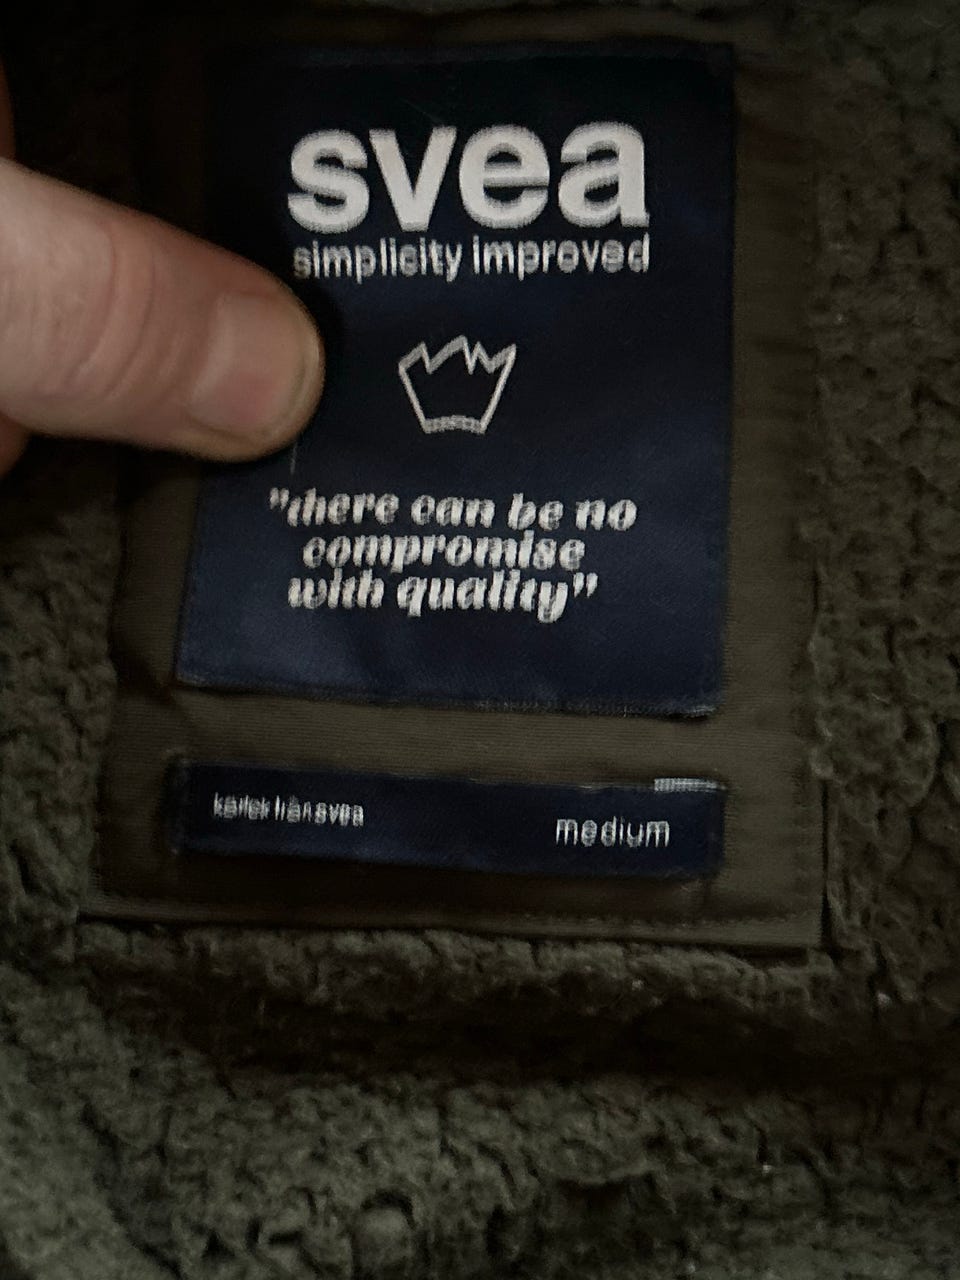 svea
simplicity improved
"there can be no
compromise
with quality"
kärlek från svea
medium